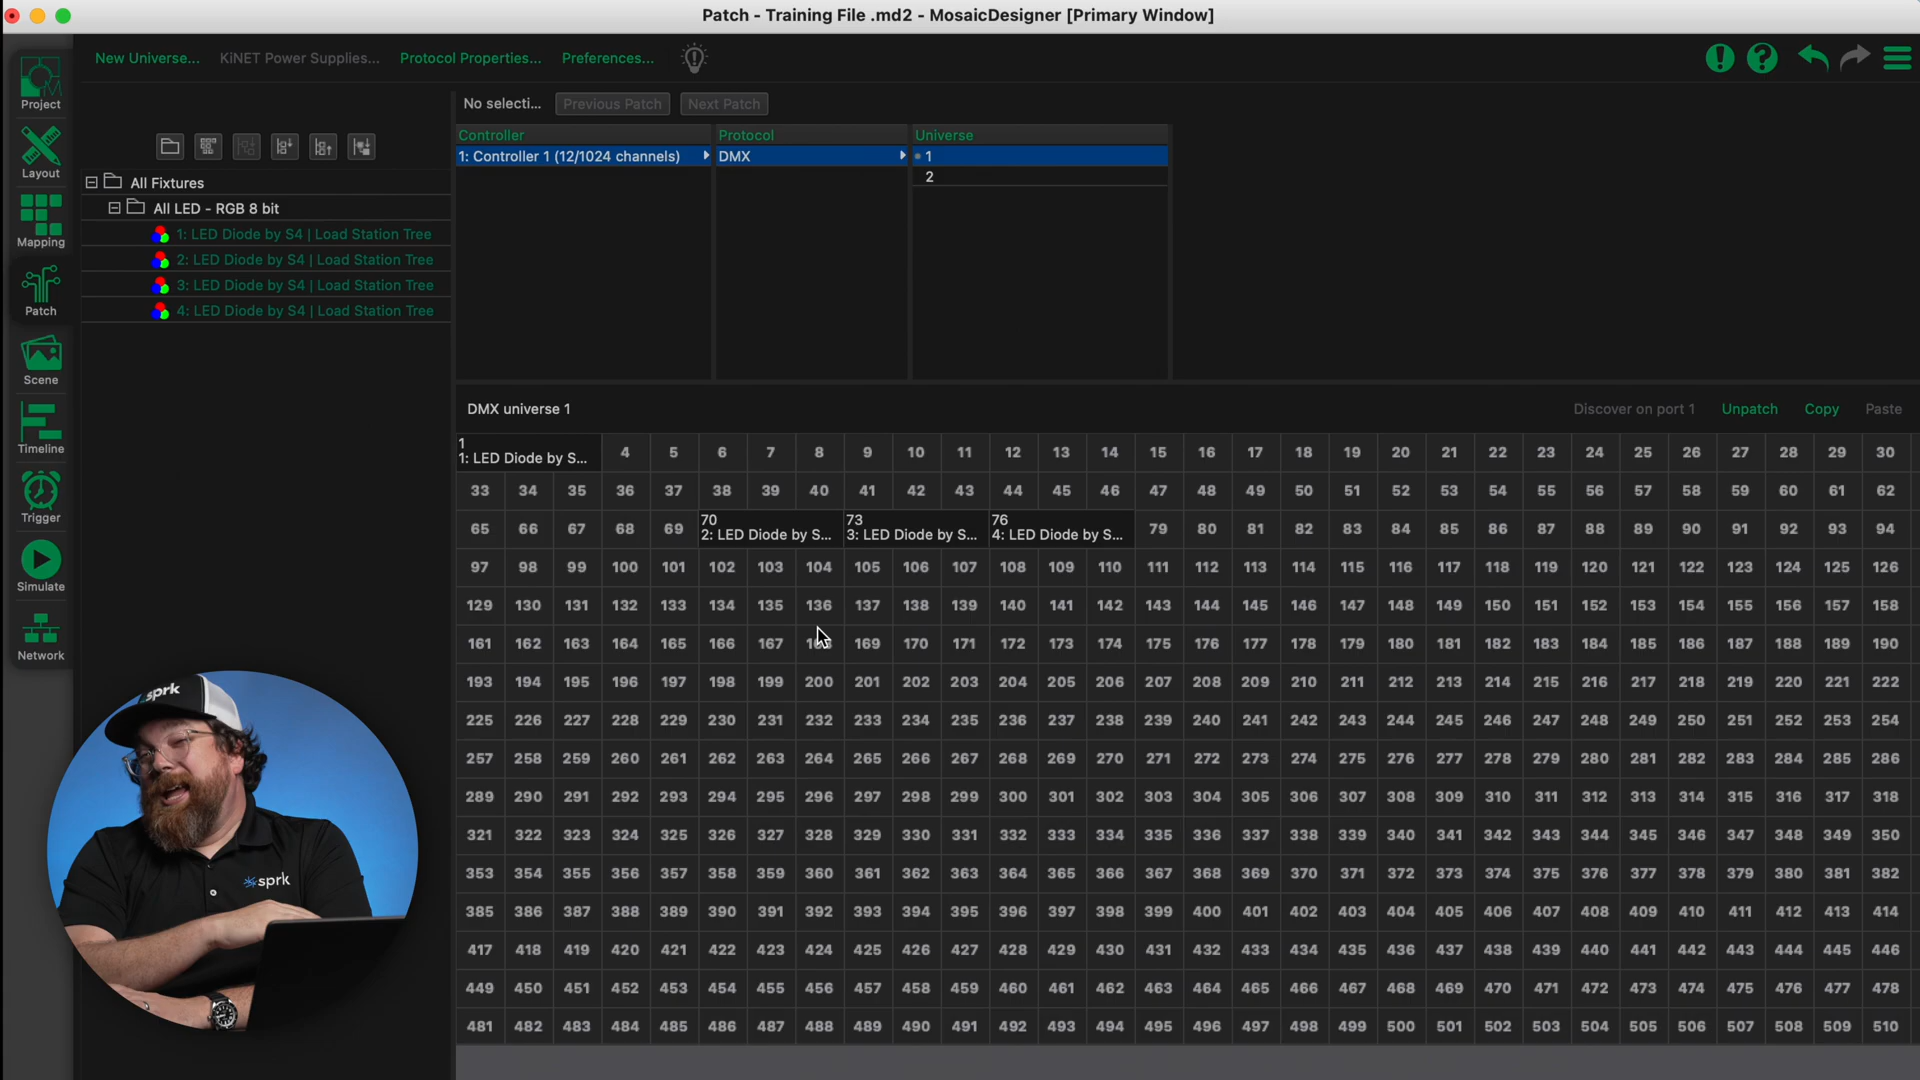 Patch - Training File .md2 - MosaicDesigner [Primary Window]
New Universe... KiNET Power Supplies... Protocol Properties... Preferences...
Project
Layout
Mapping
Patch
Scene
Timeline
Trigger
Simulate
Network
All Fixtures
All LED - RGB 8 bit
1: LED Diode by S4 | Load Station Tree
2: LED Diode by S4 | Load Station Tree
3: LED Diode by S4 | Load Station Tree
4: LED Diode by S4 | Load Station Tree
No selecti... Previous Patch Next Patch
Controller Protocol Universe
1: Controller 1 (12/1024 channels) DMX 1
2
DMX universe 1 Discover on port 1 Unpatch Copy Paste
1
1: LED Diode by S... 4 5 6 7 8 9 10 11 12 13 14 15 16 17 18 19 20 21 22 23 24 25 26 27 28 29 30
33 34 35 36 37 38 39 40 41 42 43 44 45 46 47 48 49 50 51 52 53 54 55 56 57 58 59 60 61 62
70 73 76
65 66 67 68 69 2: LED Diode by S... 3: LED Diode by S... 4: LED Diode by S... 79 80 81 82 83 84 85 86 87 88 89 90 91 92 93 94
97 98 99 100 101 102 103 104 105 106 107 108 109 110 111 112 113 114 115 116 117 118 119 120 121 122 123 124 125 126
129 130 131 132 133 134 135 136 137 138 139 140 141 142 143 144 145 146 147 148 149 150 151 152 153 154 155 156 157 158
161 162 163 164 165 166 167 168 169 170 171 172 173 174 175 176 177 178 179 180 181 182 183 184 185 186 187 188 189 190
193 194 195 196 197 198 199 200 201 202 203 204 205 206 207 208 209 210 211 212 213 214 215 216 217 218 219 220 221 222
225 226 227 228 229 230 231 232 233 234 235 236 237 238 239 240 241 242 243 244 245 246 247 248 249 250 251 252 253 254
257 258 259 260 261 262 263 264 265 266 267 268 269 270 271 272 273 274 275 276 277 278 279 280 281 282 283 284 285 286
289 290 291 292 293 294 295 296 297 298 299 300 301 302 303 304 305 306 307 308 309 310 311 312 313 314 315 316 317 318
321 322 323 324 325 326 327 328 329 330 331 332 333 334 335 336 337 338 339 340 341 342 343 344 345 346 347 348 349 350
353 354 355 356 357 358 359 360 361 362 363 364 365 366 367 368 369 370 371 372 373 374 375 376 377 378 379 380 381 382
385 386 387 388 389 390 391 392 393 394 395 396 397 398 399 400 401 402 403 404 405 406 407 408 409 410 411 412 413 414
417 418 419 420 421 422 423 424 425 426 427 428 429 430 431 432 433 434 435 436 437 438 439 440 441 442 443 444 445 446
449 450 451 452 453 454 455 456 457 458 459 460 461 462 463 464 465 466 467 468 469 470 471 472 473 474 475 476 477 478
481 482 483 484 485 486 487 488 489 490 491 492 493 494 495 496 497 498 499 500 501 502 503 504 505 506 507 508 509 510
sprk
sprk